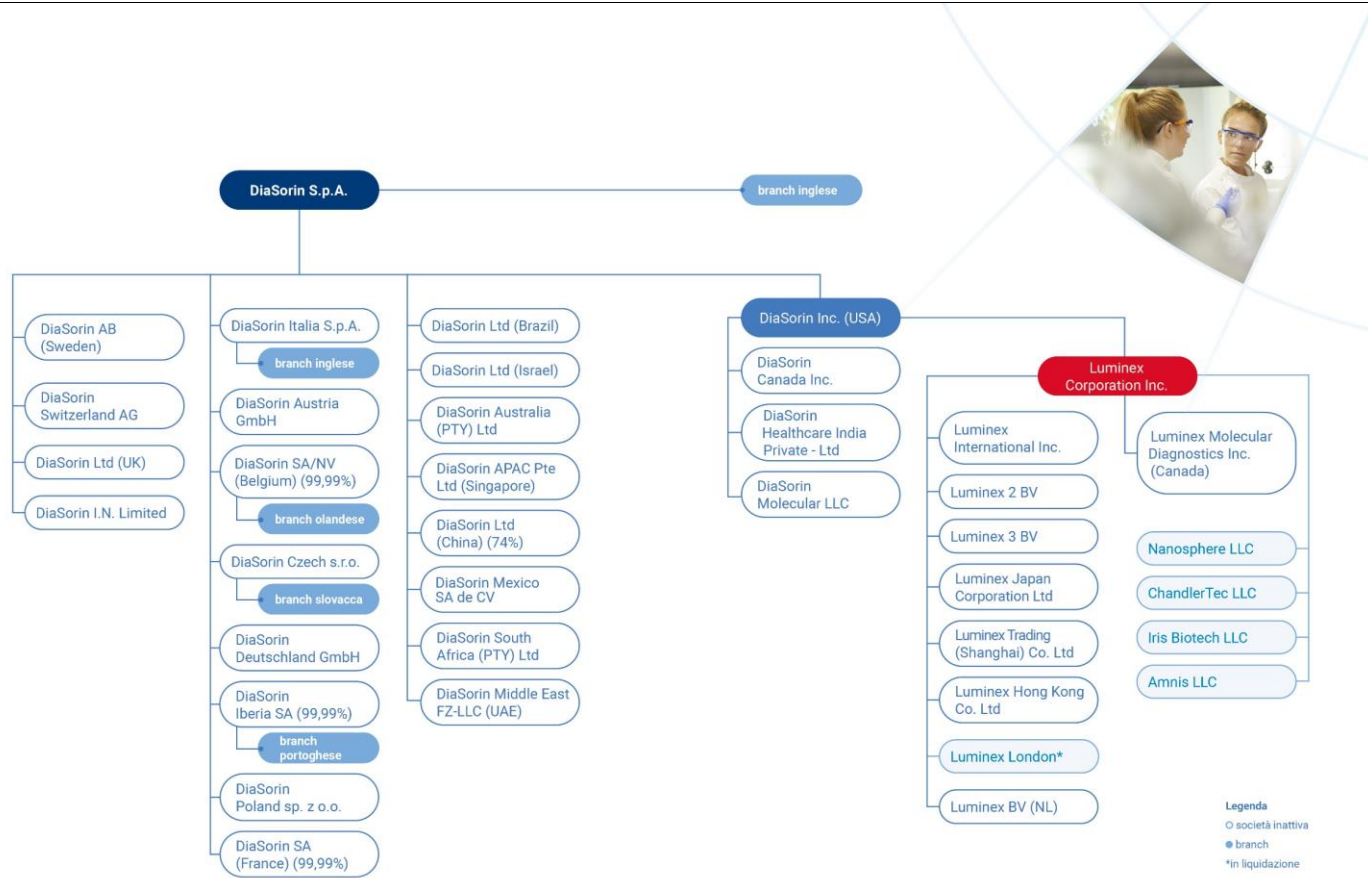 DiaSorin S.p.A.
branch inglese
DiaSorin AB
(Sweden)
DiaSorin
Switzerland AG
DiaSorin Ltd (UK)
DiaSorin I.N. Limited
DiaSorin Italia S.p.A.
branch inglese
DiaSorin Austria
GmbH
DiaSorin SA/NV
(Belgium) (99,99%)
branch olandese
DiaSorin Czech s.r.o.
branch slovacca
DiaSorin
Deutschland GmbH
DiaSorin
Iberia SA (99,99%)
branch
portoghese
DiaSorin
Poland sp. z o.o.
DiaSorin SA
(France) (99,99%)
DiaSorin Ltd (Brazil)
DiaSorin Ltd (Israel)
DiaSorin Australia
(PTY) Ltd
DiaSorin APAC Pte
Ltd (Singapore)
DiaSorin Ltd
(China) (74%)
DiaSorin Mexico
SA de CV
DiaSorin South
Africa (PTY) Ltd
DiaSorin Middle East
FZ-LLC (UAE)
DiaSorin Inc. (USA)
DiaSorin
Canada Inc.
DiaSorin
Healthcare India
Private - Ltd
DiaSorin
Molecular LLC
Luminex
Corporation Inc.
Luminex
International Inc.
Luminex 2 BV
Luminex 3 BV
Luminex Japan
Corporation Ltd
Luminex Trading
(Shanghai) Co. Ltd
Luminex Hong Kong
Co. Ltd
Luminex London*
Luminex BV (NL)
Luminex Molecular
Diagnostics Inc.
(Canada)
Nanosphere LLC
ChandlerTec LLC
Iris Biotech LLC
Amnis LLC
Legenda
società inattiva
branch
*in liquidazione